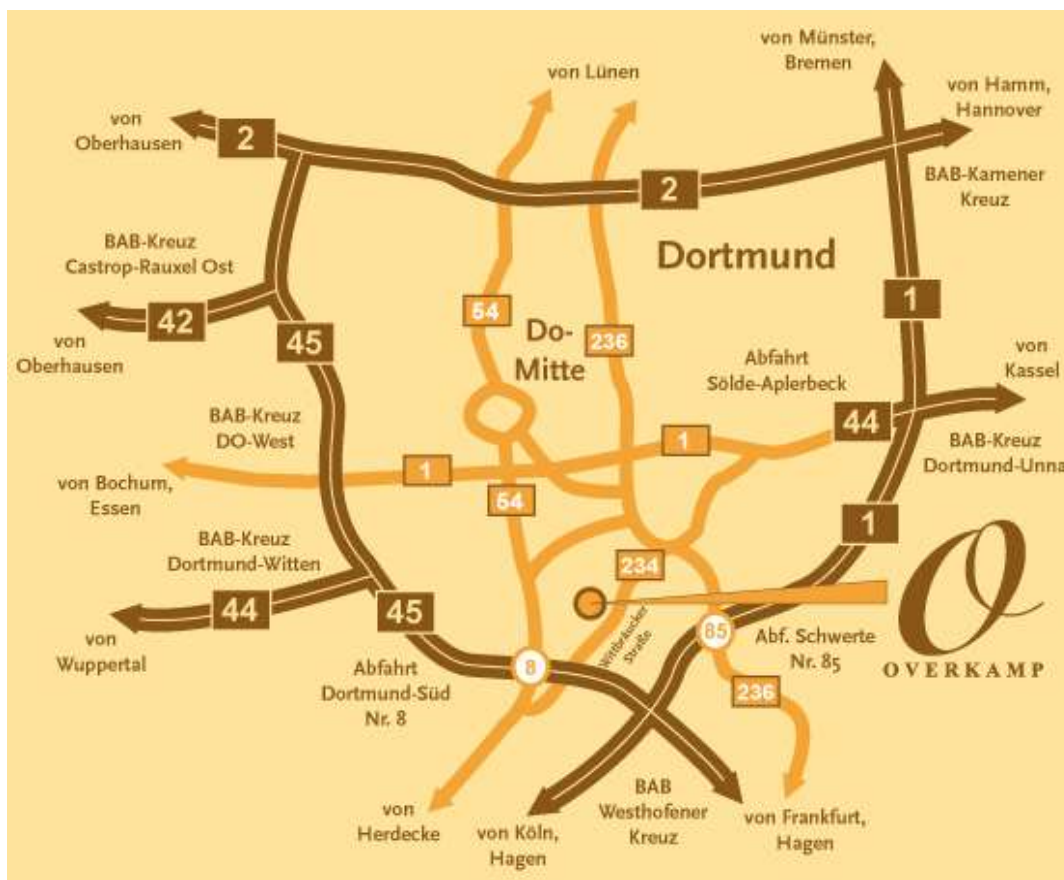 von Münster,
Bremen
von Lünen
von Hamm,
Hannover
von
Oberhausen
2
2
BAB-Kamener
Kreuz
BAB-Kreuz
Castrop-Rauxel Ost
Dortmund
42
45
54
236
Do-
Mitte
1
von
Oberhausen
Abfahrt
Sölde-Aplerbeck
von
Kassel
BAB-Kreuz
DO-West
44
1
1
BAB-Kreuz
Dortmund-Unna
von Bochum,
Essen
54
1
BAB-Kreuz
Dortmund-Witten
234
44
45
Wittbräucker
Straße
85
Abf. Schwerte
Nr. 85
O
OVERKAMP
von
Wuppertal
8
Abfahrt
Dortmund-Süd
Nr. 8
236
von
Herdecke
von Köln,
Hagen
BAB
Westhofener
Kreuz
von Frankfurt,
Hagen